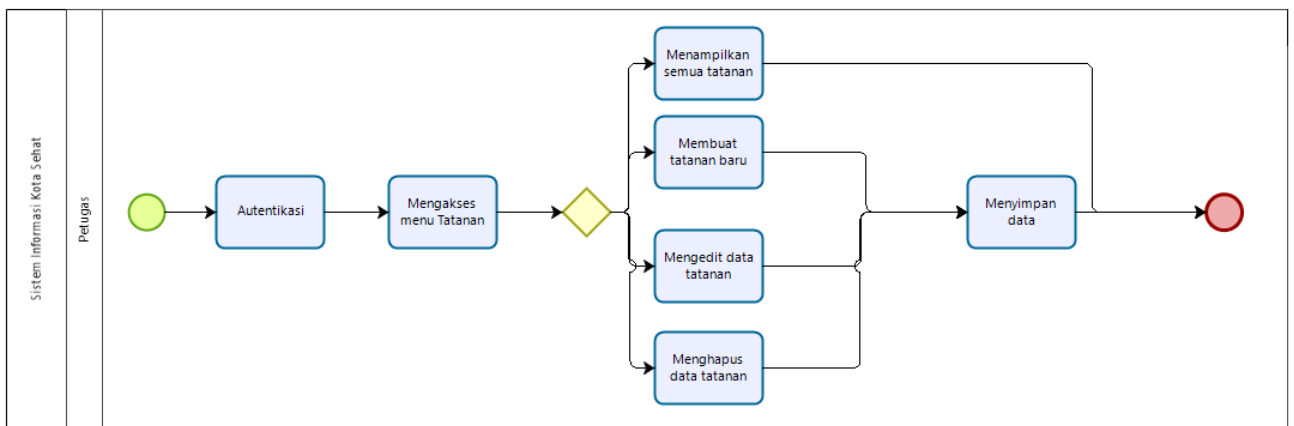 Sistem Informasi Kota Sehat
Petugas
Autentikasi
Mengakses
menu Tatanan
Menampilkan
semua tatanan
Membuat
tatanan baru
Mengedit data
tatanan
Menghapus
data tatanan
Menyimpan
data